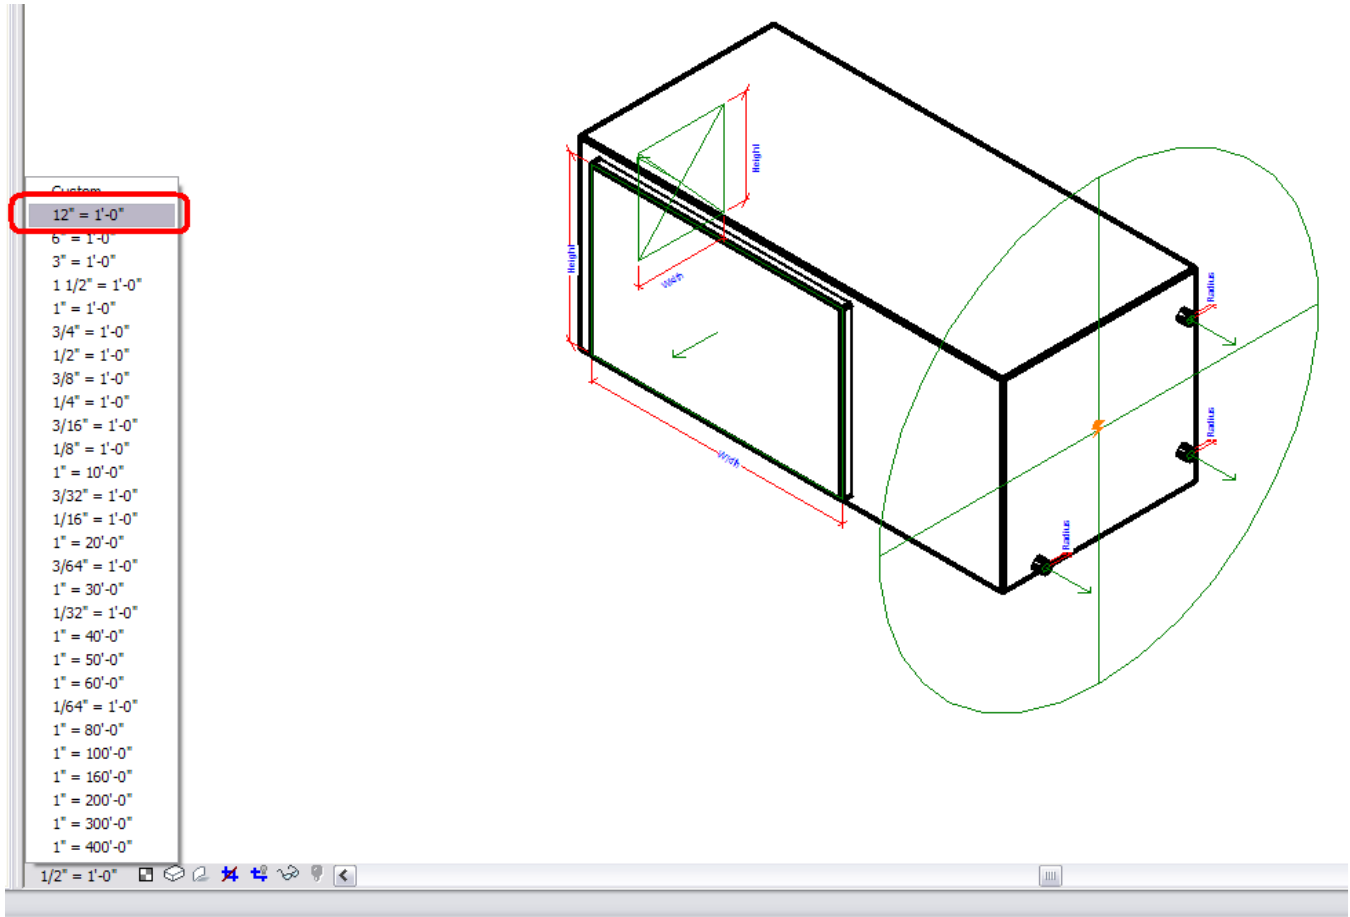 Custom
12" = 1'-0"
6" = 1'-0"
3" = 1'-0"
1 1/2" = 1'-0"
1" = 1'-0"
3/4" = 1'-0"
1/2" = 1'-0"
3/8" = 1'-0"
1/4" = 1'-0"
3/16" = 1'-0"
1/8" = 1'-0"
1" = 10'-0"
3/32" = 1'-0"
1/16" = 1'-0"
1" = 20'-0"
3/64" = 1'-0"
1" = 30'-0"
1/32" = 1'-0"
1" = 40'-0"
1" = 50'-0"
1" = 60'-0"
1/64" = 1'-0"
1" = 80'-0"
1" = 100'-0"
1" = 160'-0"
1" = 200'-0"
1" = 300'-0"
1" = 400'-0"
1/2" = 1'-0"
Height
Height
Width
Width
Radius
Radius
Radius